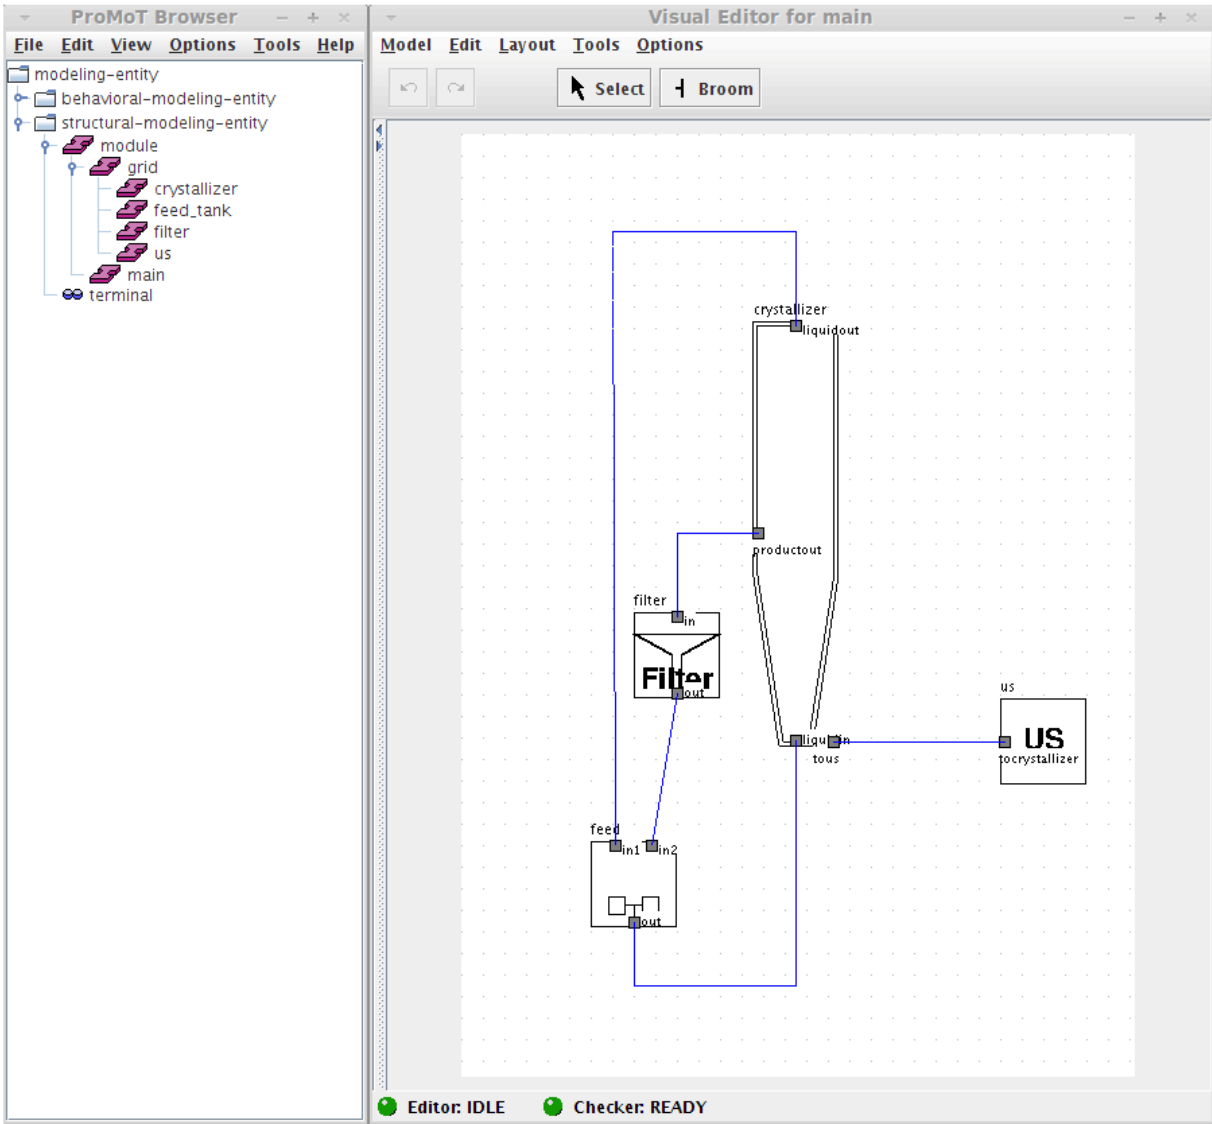 ProMoT Browser
File Edit View Options Tools Help
modeling-entity
behavioral-modeling-entity
structural-modeling-entity
module
grid
crystallizer
feed_tank
filter
us
main
terminal
Visual Editor for main
Model Edit Layout Tools Options
Select Broom
crystallizer
liquidout
productout
filter
in
Filter
out
us
US
tocrystallizer
tous
feed
in1 in2
out
Editor: IDLE Checker: READY